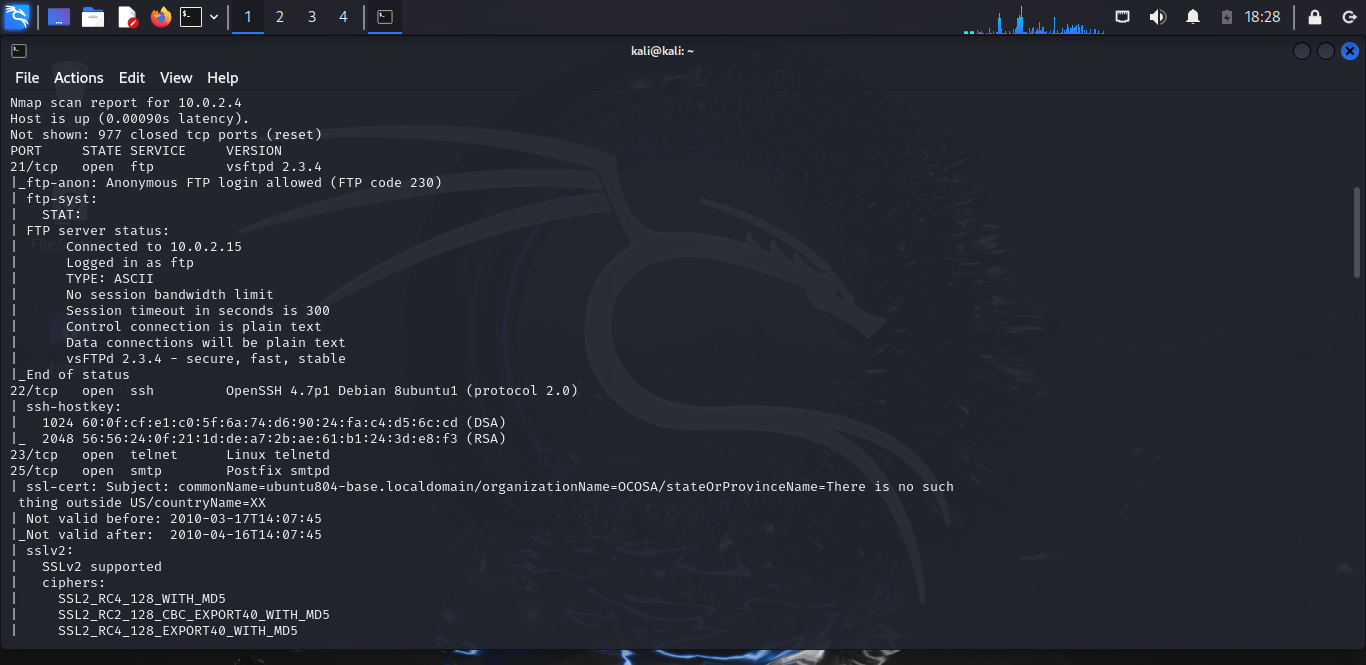 1 2 3 4 18:28
kali@kali: ~
File Actions Edit View Help
Nmap scan report for 10.0.2.4
Host is up (0.00090s latency).
Not shown: 977 closed tcp ports (reset)
PORT     STATE SERVICE     VERSION
21/tcp   open  ftp         vsftpd 2.3.4
|_ftp-anon: Anonymous FTP login allowed (FTP code 230)
| ftp-syst:
|   STAT:
| FTP server status:
|      Connected to 10.0.2.15
|      Logged in as ftp
|      TYPE: ASCII
|      No session bandwidth limit
|      Session timeout in seconds is 300
|      Control connection is plain text
|      Data connections will be plain text
|      vsFTPd 2.3.4 - secure, fast, stable
|_End of status
22/tcp   open  ssh         OpenSSH 4.7p1 Debian 8ubuntu1 (protocol 2.0)
| ssh-hostkey:
|   1024 60:0f:cf:e1:c0:5f:6a:74:d6:90:24:fa:c4:d5:6c:cd (DSA)
|_  2048 56:56:24:0f:21:1d:de:a7:2b:ae:61:b1:24:3d:e8:f3 (RSA)
23/tcp   open  telnet      Linux telnetd
25/tcp   open  smtp        Postfix smtpd
| ssl-cert: Subject: commonName=ubuntu804-base.localdomain/organizationName=OCOSA/stateOrProvinceName=There is no such
 thing outside US/countryName=XX
| Not valid before: 2010-03-17T14:07:45
|_Not valid after:  2010-04-16T14:07:45
| sslv2:
|   SSLv2 supported
|   ciphers:
|     SSL2_RC4_128_WITH_MD5
|     SSL2_RC2_128_CBC_EXPORT40_WITH_MD5
|     SSL2_RC4_128_EXPORT40_WITH_MD5